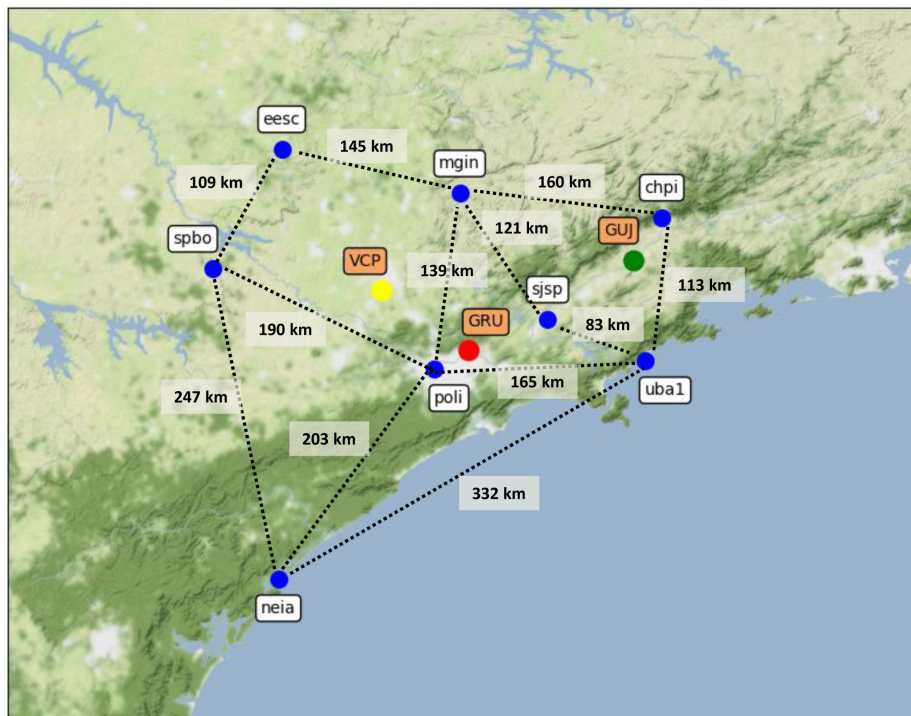 eesc
145 km
mgin
109 km
160 km
chpi
spbo
121 km
GUJ
VCP
139 km
sjsp
113 km
190 km
GRU
83 km
247 km
poli
165 km
uba1
203 km
332 km
neia